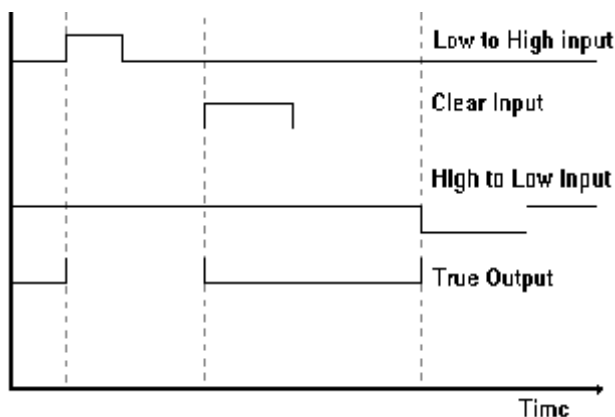 Low to High input
Clear Input
High to Low Input
True Output
Time